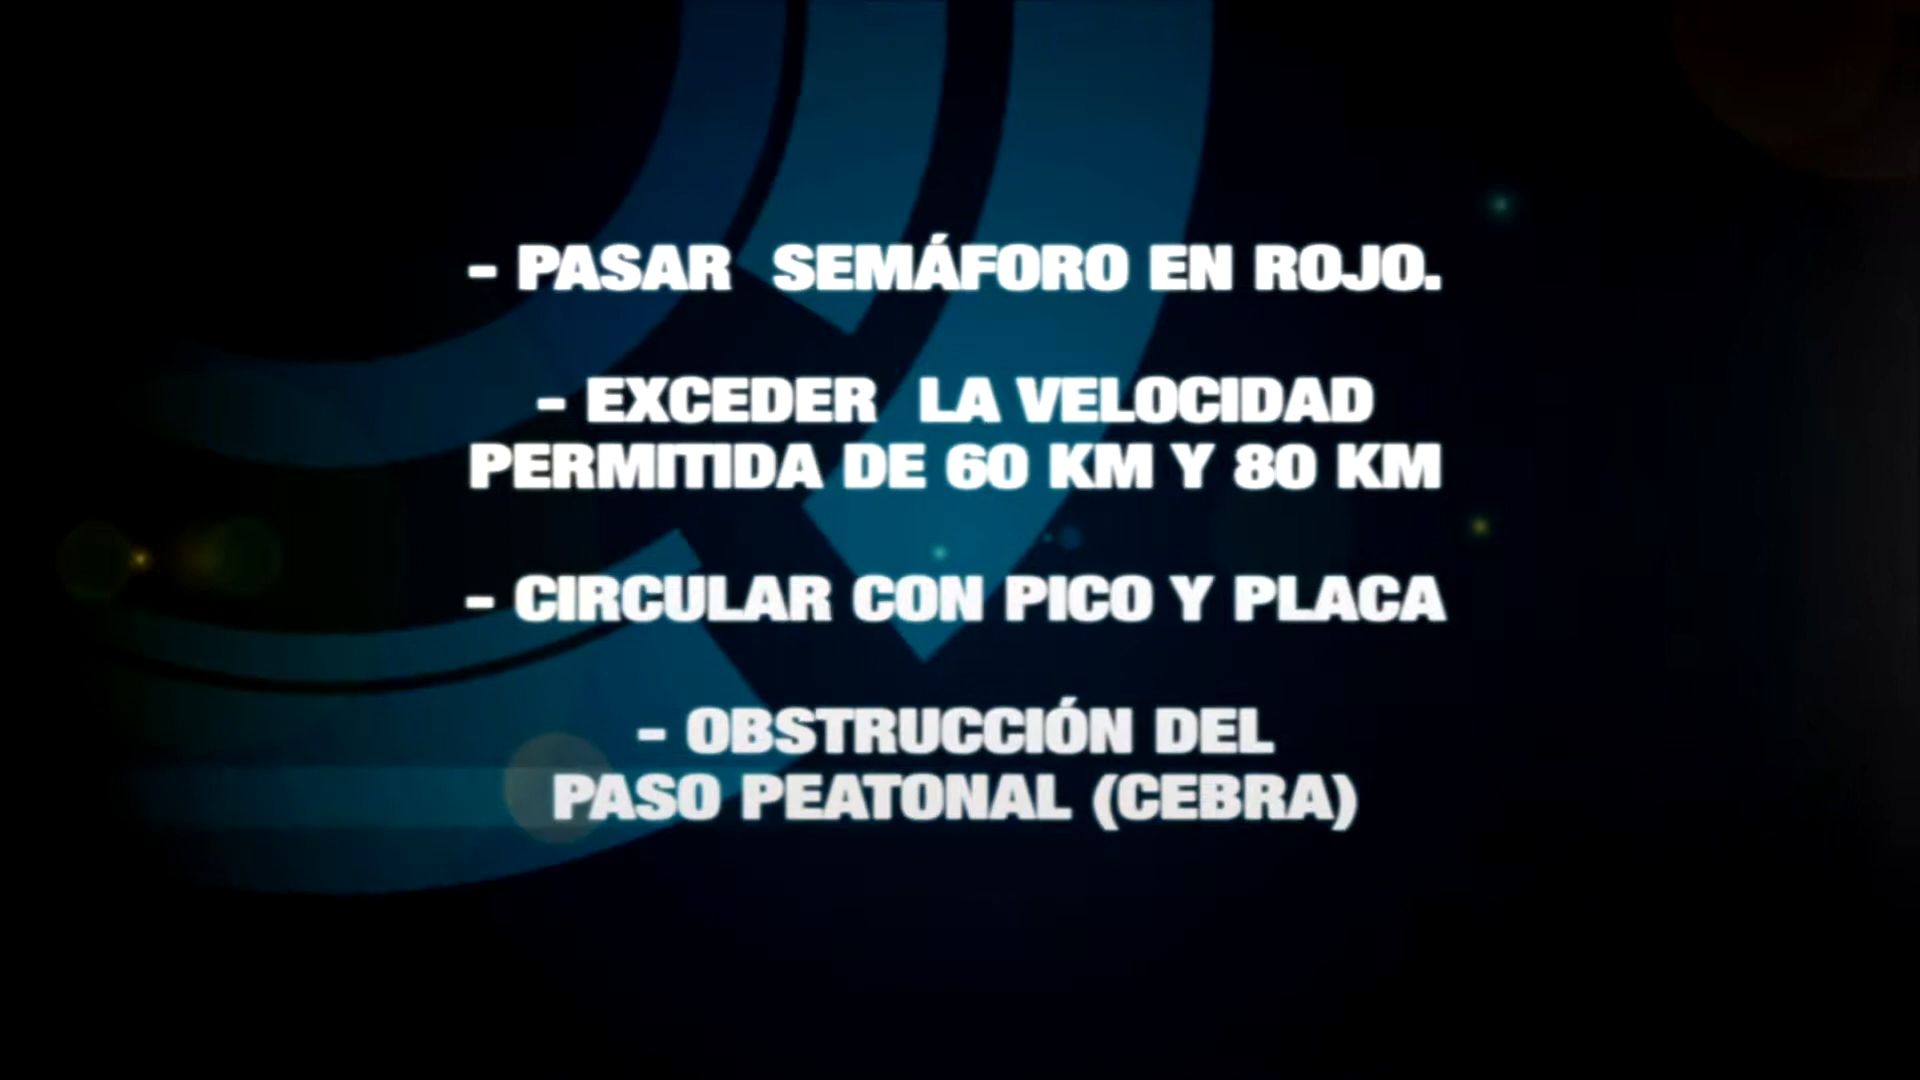 - PASAR  SEMÁFORO EN ROJO.
- EXCEDER  LA VELOCIDAD
PERMITIDA DE 60 KM Y 80 KM
- CIRCULAR CON PICO Y PLACA
- OBSTRUCCIÓN DEL
PASO PEATONAL (CEBRA)